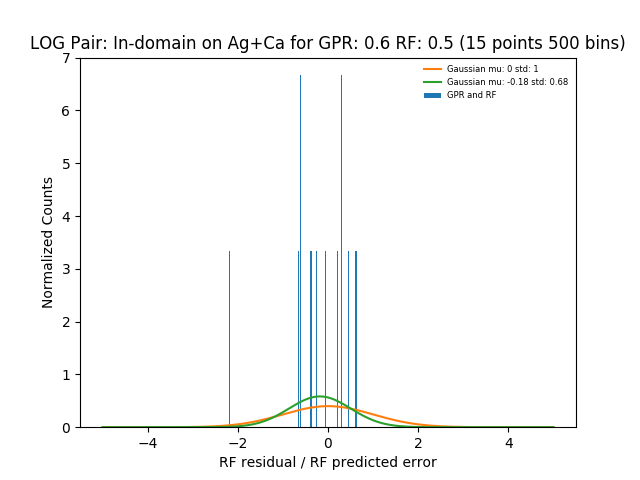 LOG Pair: In-domain on Ag+Ca for GPR: 0.6 RF: 0.5 (15 points 500 bins)
Gaussian mu: 0 std: 1
Gaussian mu: -0.18 std: 0.68
GPR and RF
7
6
5
4
3
2
1
0
Normalized Counts
−4
−2
0
2
4
RF residual / RF predicted error